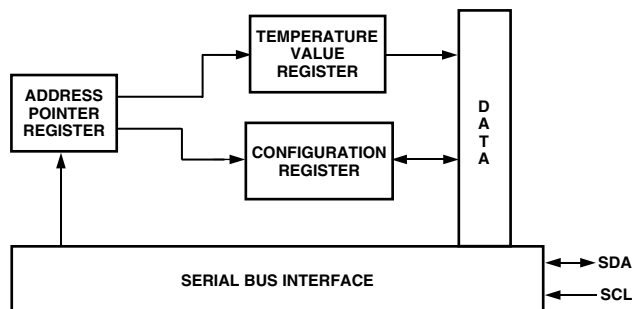 TEMPERATURE
VALUE
REGISTER
ADDRESS
POINTER
REGISTER
CONFIGURATION
REGISTER
D
A
T
A
SERIAL BUS INTERFACE
SDA
SCL